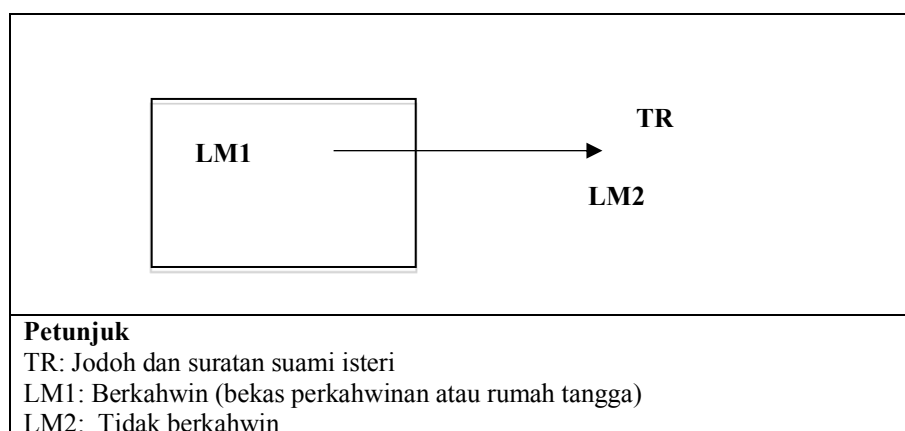 TR
LM1
LM2
Petunjuk
TR: Jodoh dan suratan suami isteri
LM1: Berkahwin (bekas perkahwinan atau rumah tangga)
LM2: Tidak berkahwin